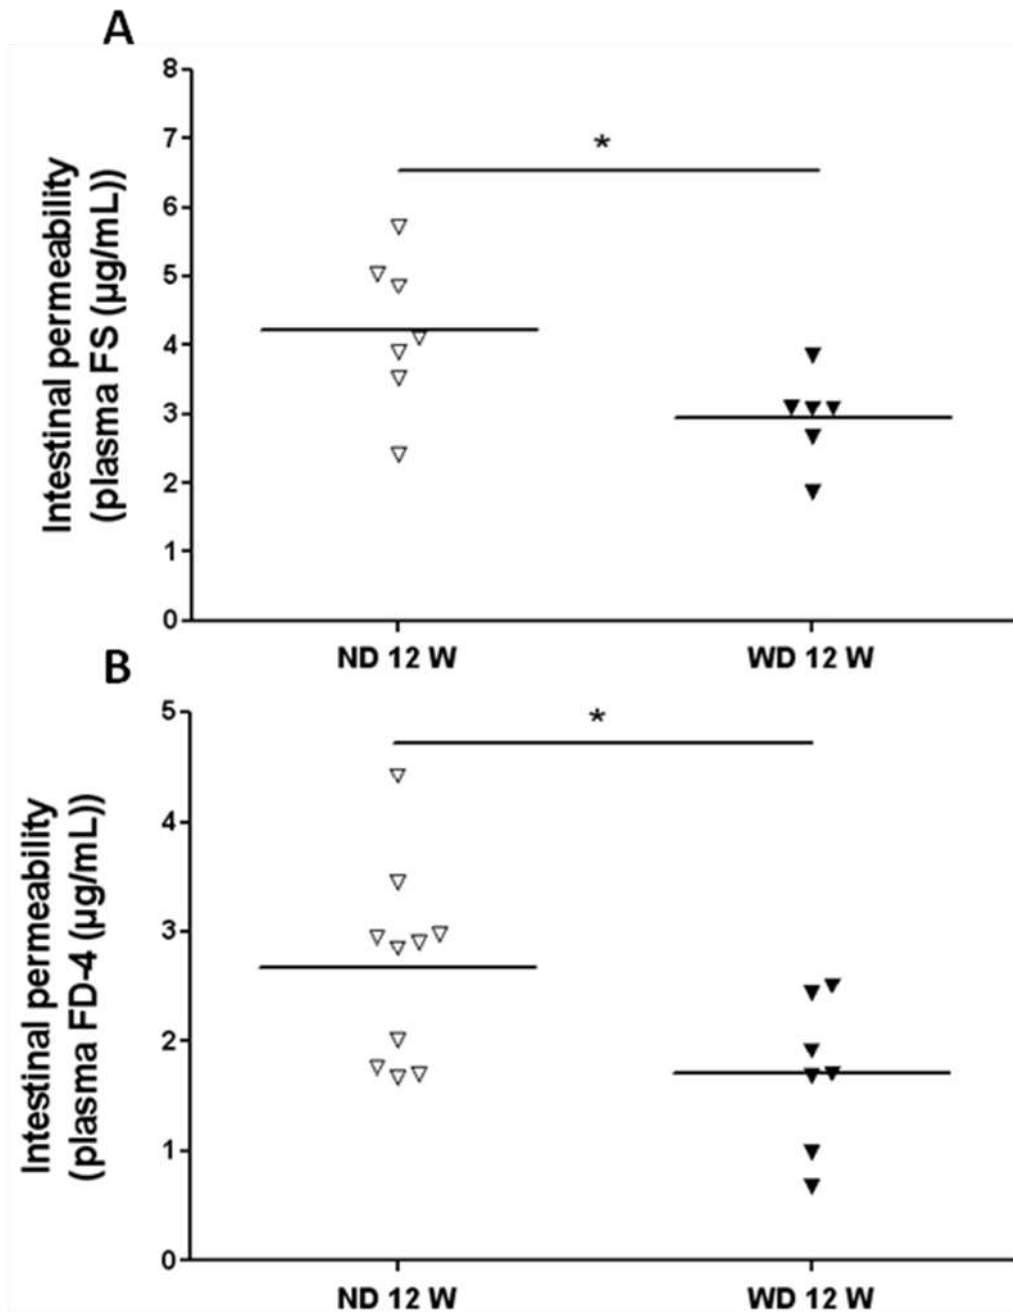 A
8
7
6
5
4
3
2
1
0
Intestinal permeability
(plasma FS (µg/mL))
*
ND 12 W
WD 12 W
B
5
4
3
2
1
0
Intestinal permeability
(plasma FD-4 (µg/mL))
*
ND 12 W
WD 12 W